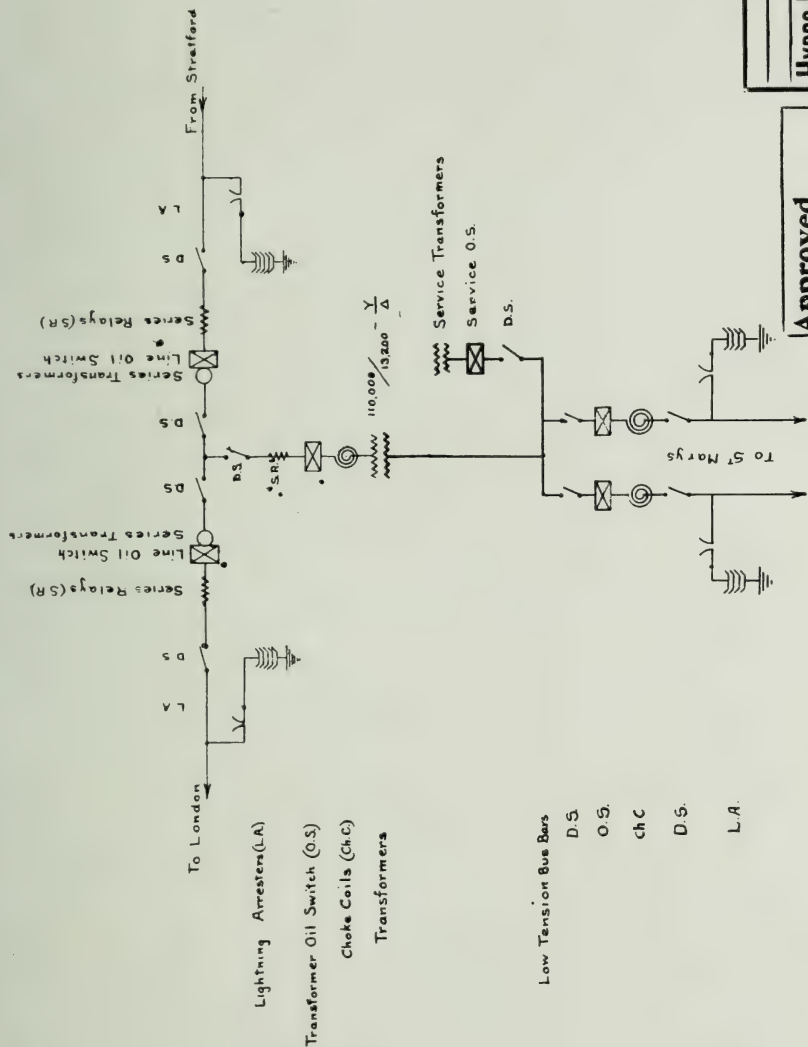 From Stratford
L A
D S
Series Relays (SR)
Line Oil Switch
Series Transformers
D.S
D.S.
S.R.
D.S
Series Transformers
Line Oil Switch
Series Relays (SR)
D S
L A
To London
Lightning Arresters (L.A.)
Transformer Oil Switch (O.S.)
Choke Coils (Ch.C.)
Transformers
110,000/13,200 - Y/Δ
Service Transformers
Service O.S.
D.S.
Low Tension Bus Bars
D.S.
O.S.
Ch C
D.S.
L.A.
To St Marys
Approved